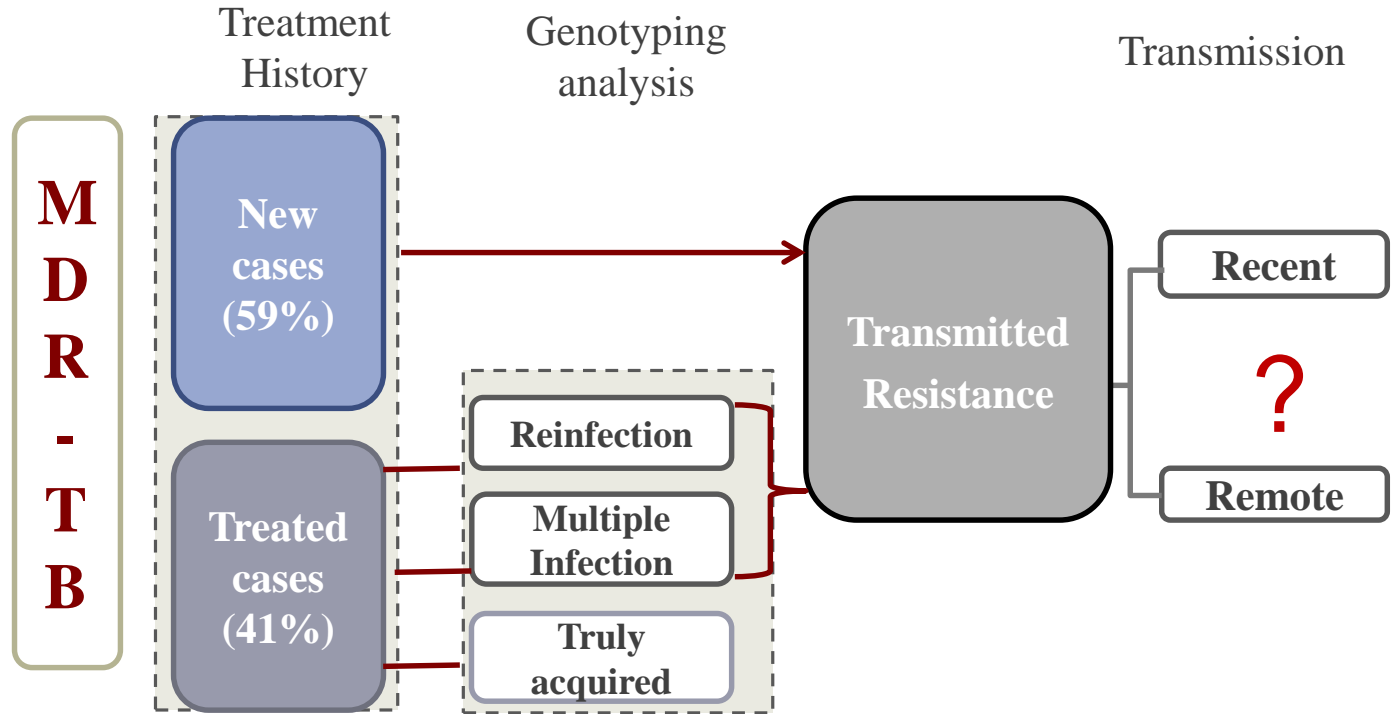 Treatment
History
Genotyping
analysis
Transmission
M
D
R
-
T
B
New
cases
(59%)
Treated
cases
(41%)
Reinfection
Multiple
Infection
Truly
acquired
Transmitted
Resistance
Recent
?
Remote